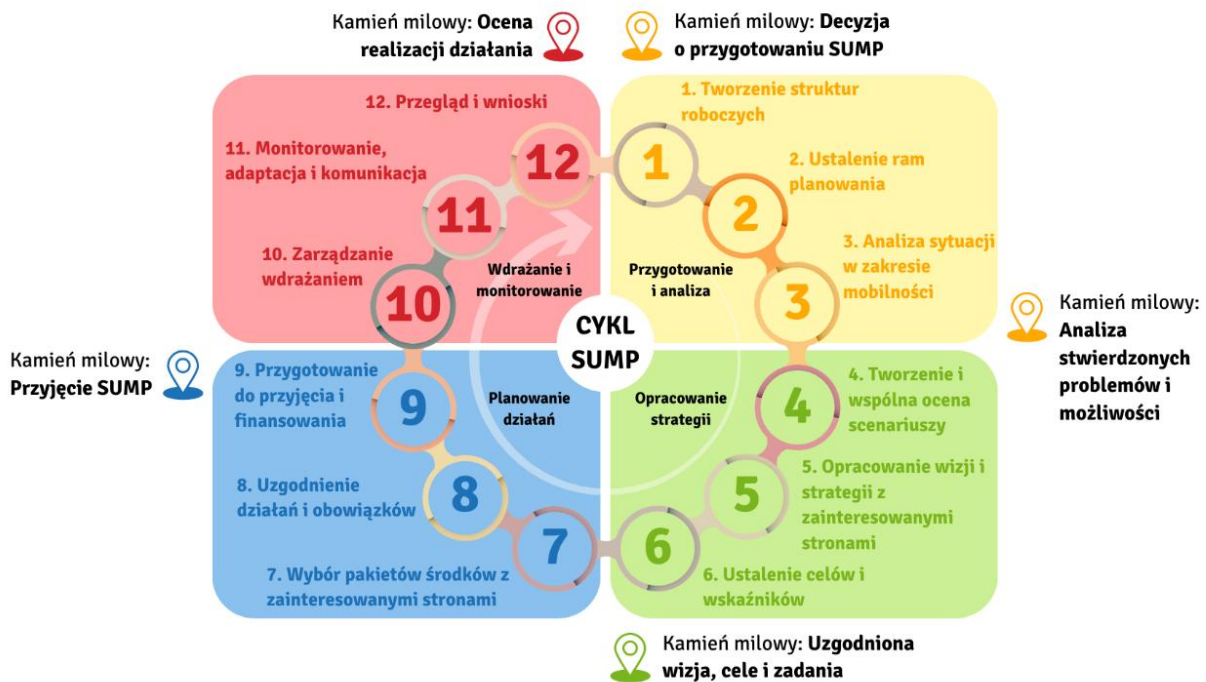 Kamień milowy: Ocena
realizacji działania
Kamień milowy: Decyzja
o przygotowaniu SUMP
12. Przegląd i wnioski
11. Monitorowanie,
adaptacja i komunikacja
10. Zarządzanie
wdrażaniem
12
11
10
Wdrażanie i
monitorowanie
1. Tworzenie struktur
roboczych
2. Ustalenie ram
planowania
3. Analiza sytuacji
w zakresie
mobilności
1
2
3
Przygotowanie
i analiza
CYKL
SUMP
Kamień milowy:
Analiza
stwierdzonych
problemów i
możliwości
Kamień milowy:
Przyjęcie SUMP
9. Przygotowanie
do przyjęcia i
finansowania
8. Uzgodnienie
działań i obowiązków
7. Wybór pakietów środków z
zainteresowanymi stronami
9
8
7
Planowanie
działań
Opracowanie
strategii
4
5
6
4. Tworzenie i
wspólna ocena
scenariuszy
5. Opracowanie wizji i
strategii z
zainteresowanymi
stronami
6. Ustalenie celów i
wskaźników
Kamień milowy: Uzgodniona
wizja, cele i zadania